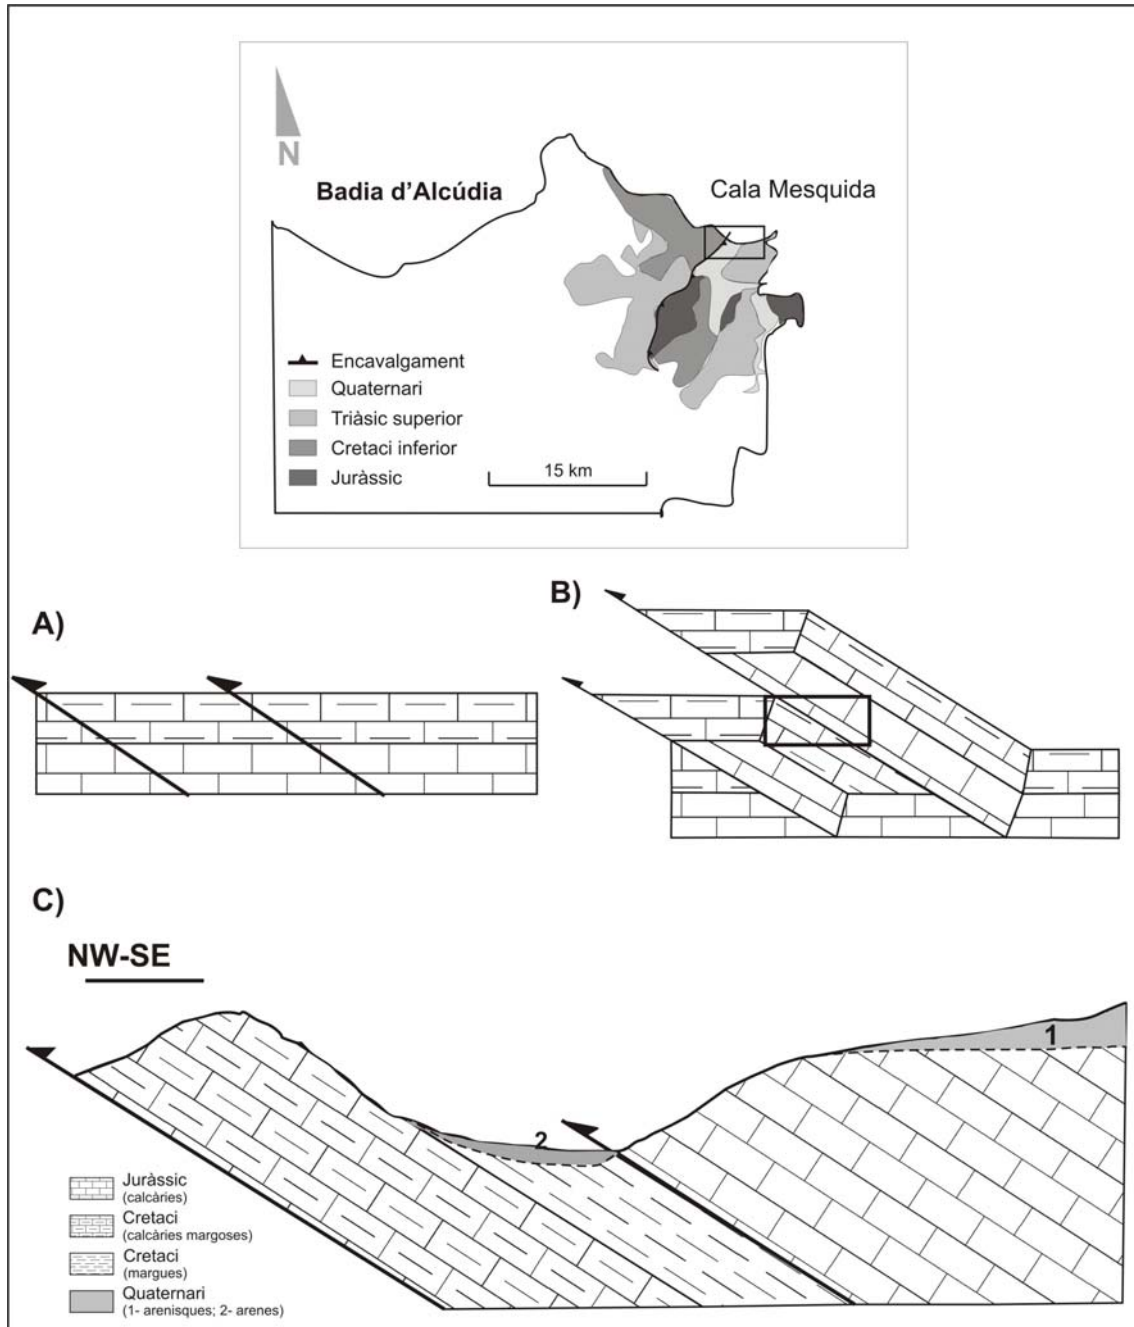 N
Badia d'Alcúdia
Cala Mesquida
Encavalgament
Quaternari
Triàsic superior
Cretaci inferior
Juràssic
15 km
A)
B)
C)
NW-SE
1
2
Juràssic
(calcàries)
Cretaci
(calcàries margoses)
Cretaci
(margues)
Quaternari
(1- arenisques; 2- arenes)